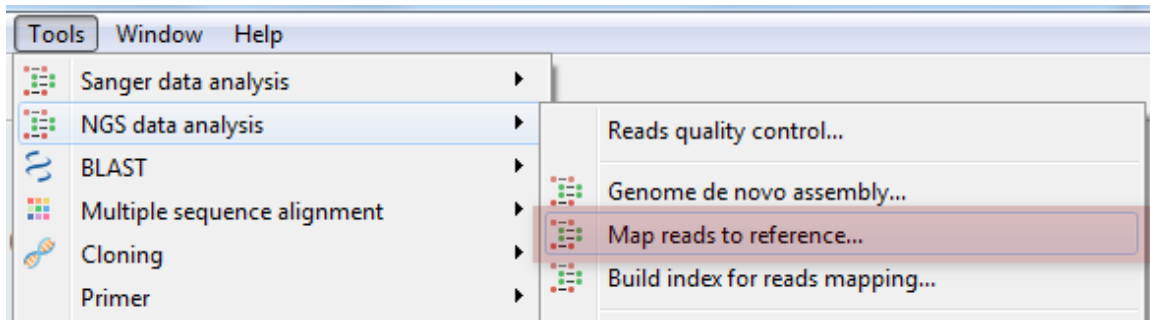 Tools Window Help
Sanger data analysis
NGS data analysis
BLAST
Multiple sequence alignment
Cloning
Primer
Reads quality control...
Genome de novo assembly...
Map reads to reference...
Build index for reads mapping...